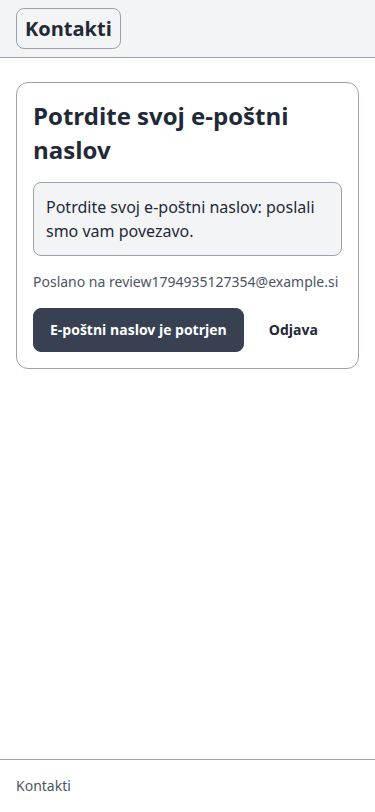 Kontakti
Potrdite svoj e-poštni
naslov
Potrdite svoj e-poštni naslov: poslali
smo vam povezavo.
Poslano na review1794935127354@example.si
E-poštni naslov je potrjen
Odjava
Kontakti